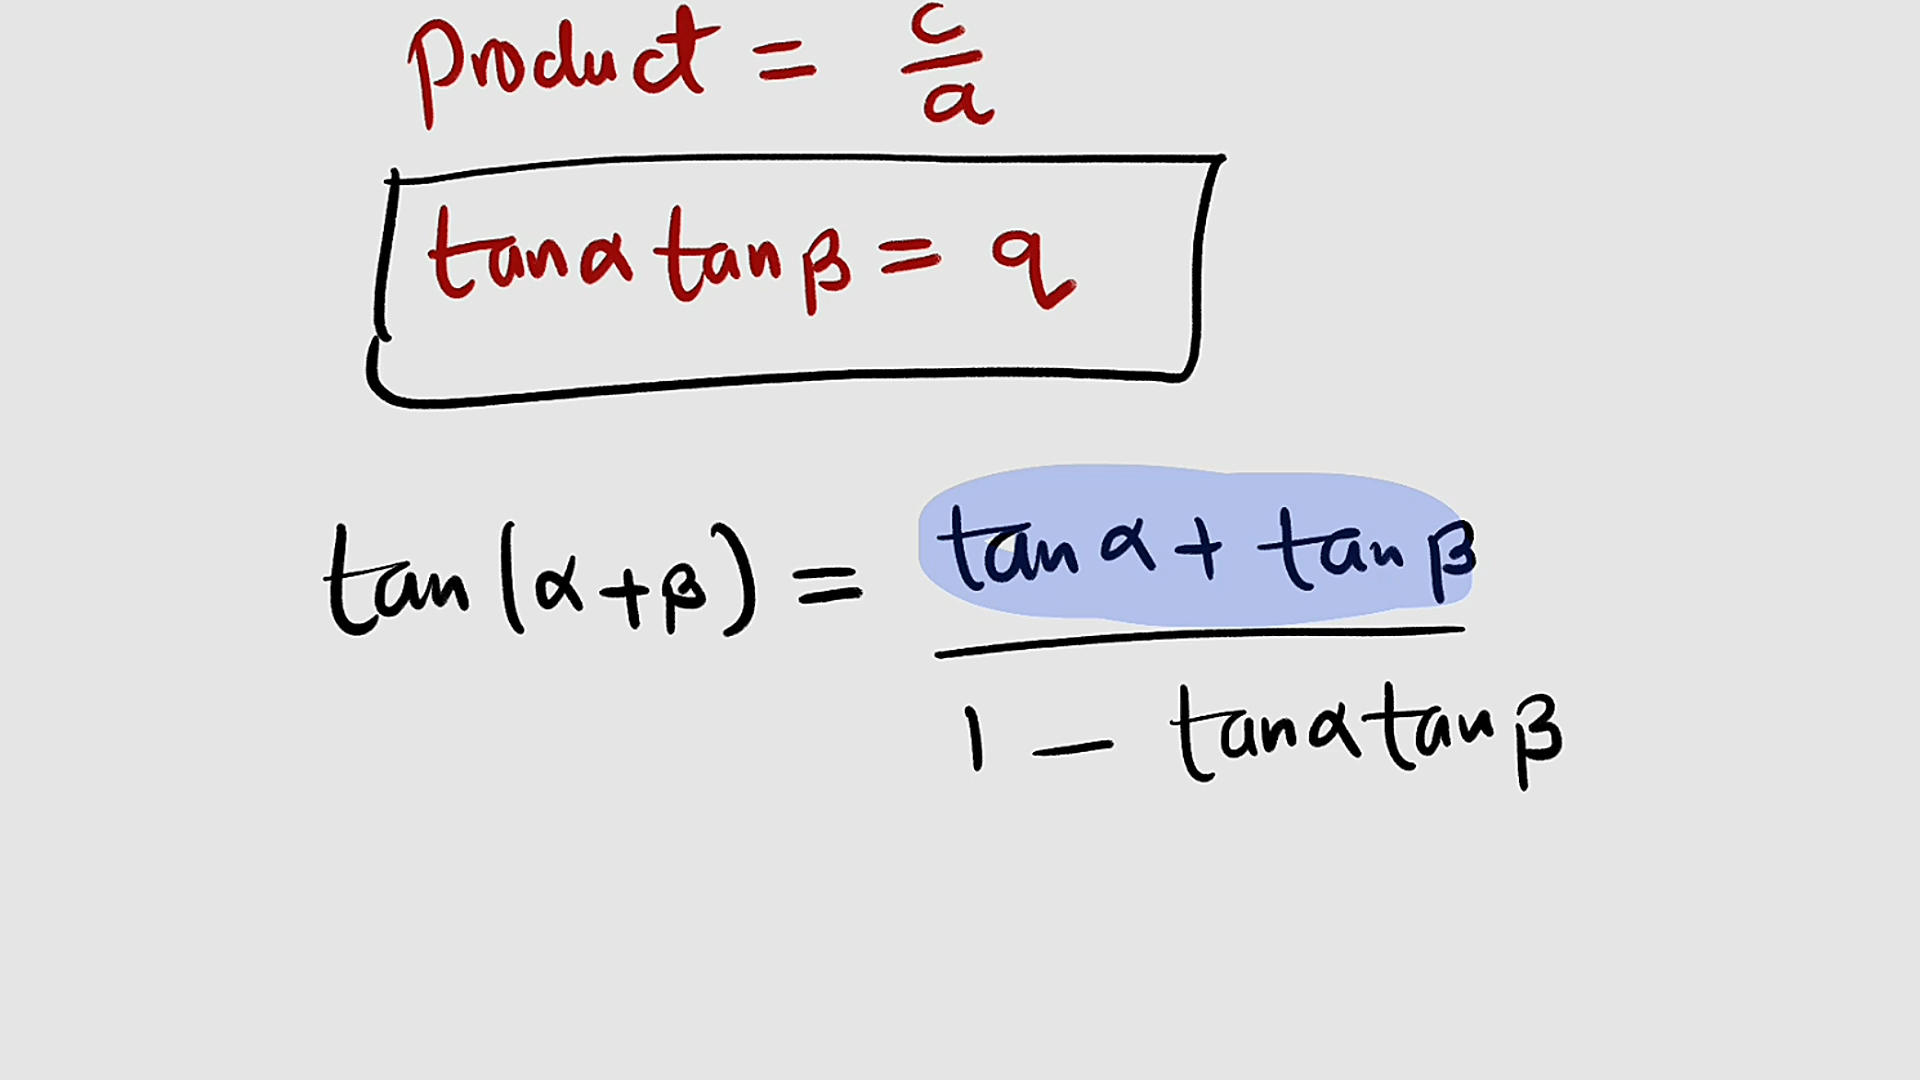 product = c/a
tanα tanβ = q
tan(α+β) = tanα + tanβ
1 - tanα tanβ